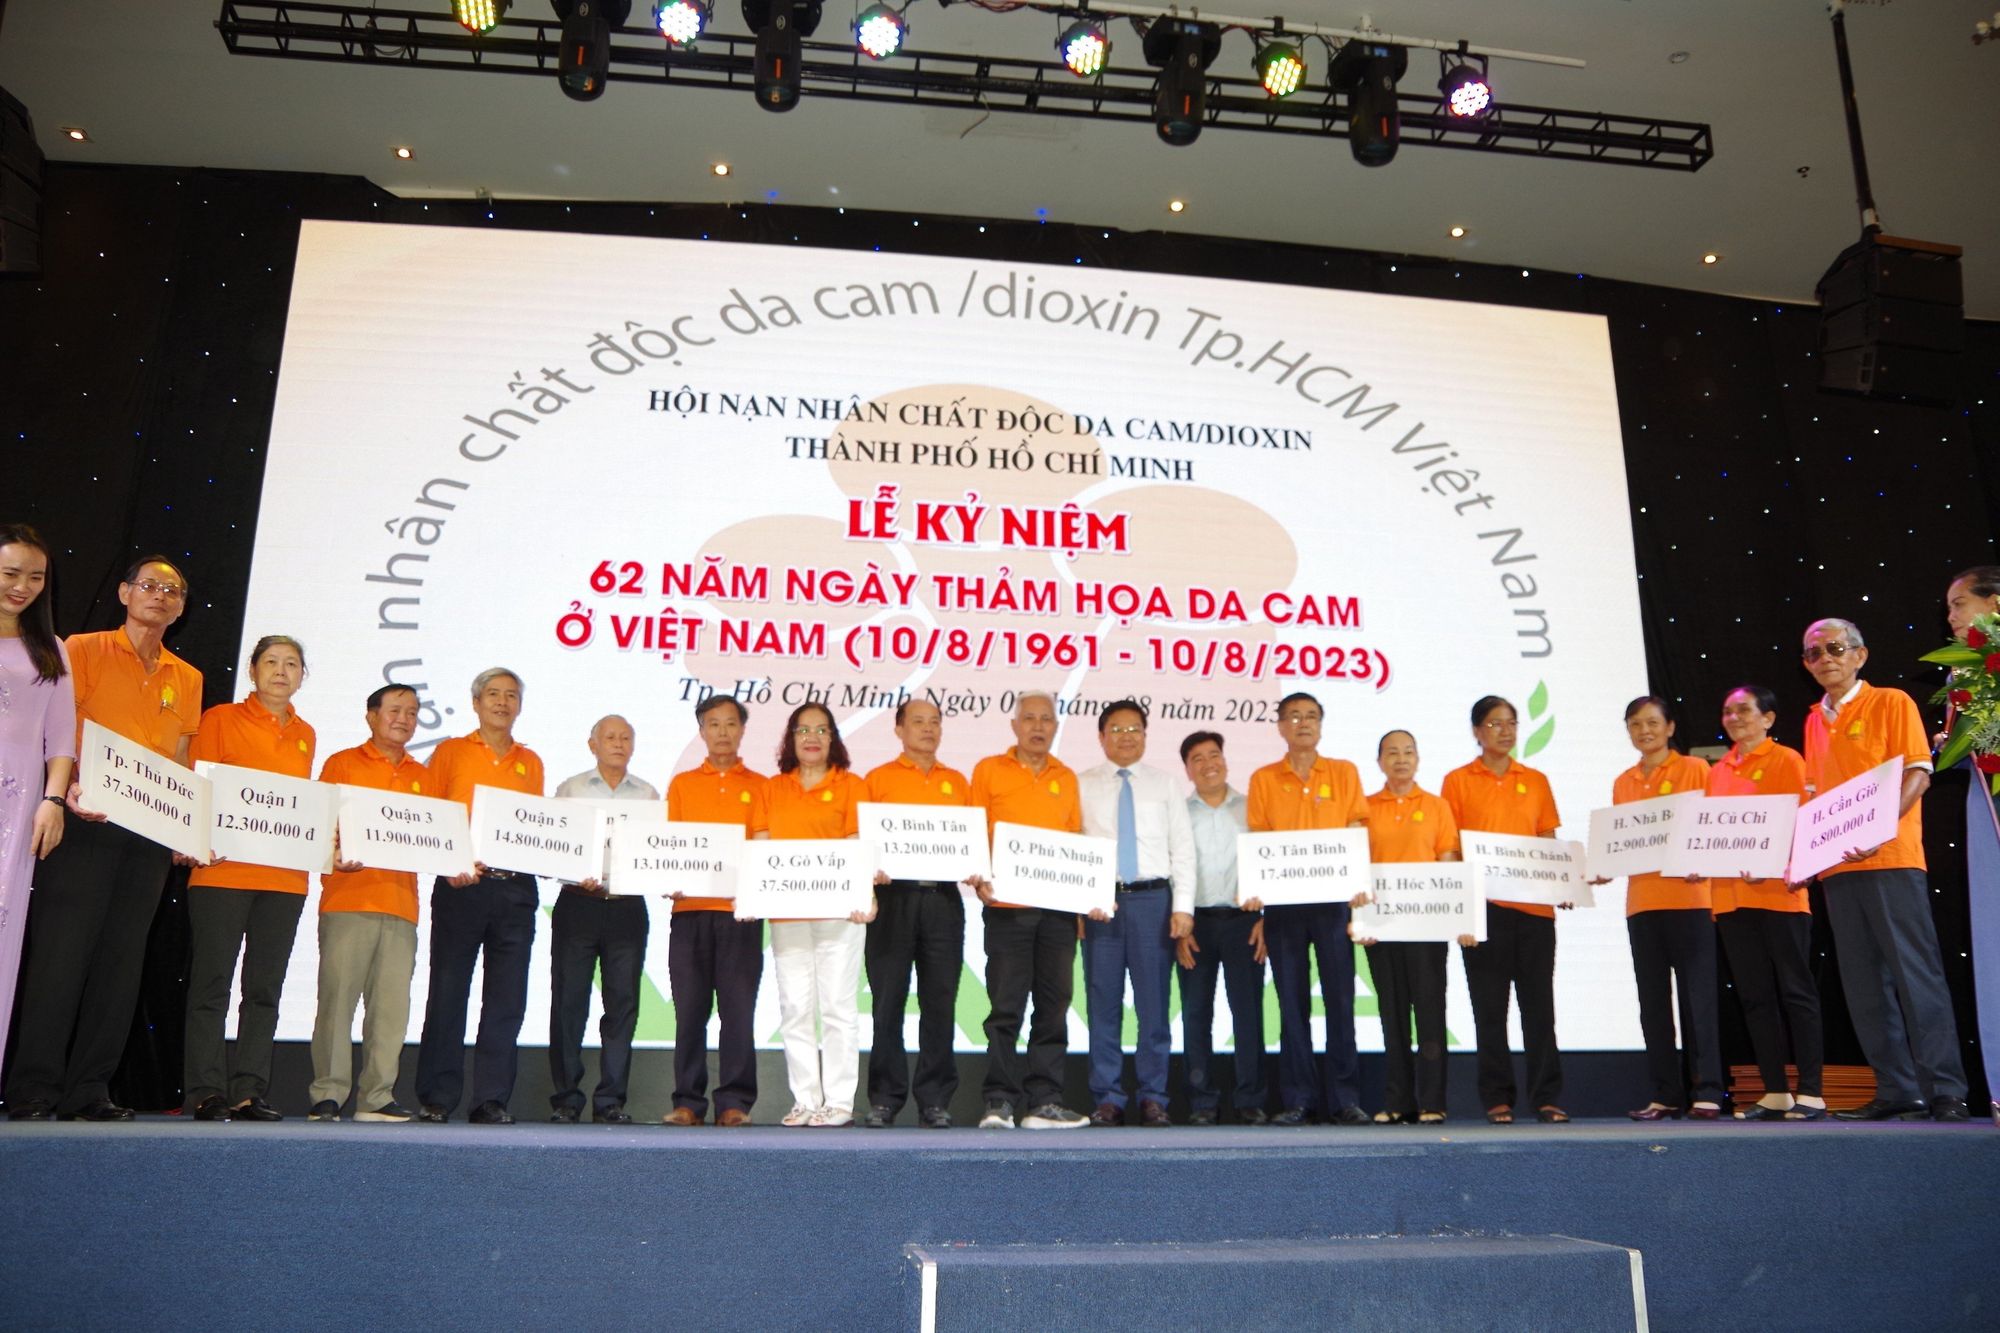 nhân chất độc da cam /dioxin Tp.HCM Việt Nam
HỘI NẠN NHÂN CHẤT ĐỘC DA CAM/DIOXIN
THÀNH PHỐ HỒ CHÍ MINH
LỄ KỶ NIỆM
62 NĂM NGÀY THẢM HỌA DA CAM
Ở VIỆT NAM (10/8/1961 - 10/8/2023)
Tp. Hồ Chí Minh Ngày 08 năm 2023
Tp. Thủ Đức
37.300.000 đ
Quận 1
12.300.000 đ
Quận 3
11.900.000 đ
Quận 5
14.800.000 đ
7
Quận 12
13.100.000 đ
Q. Gò Vấp
37.500.000 đ
Q. Bình Tân
13.200.000 đ
Q. Phú Nhuận
19.000.000 đ
Q. Tân Bình
17.400.000 đ
H. Hóc Môn
12.800.000 đ
H. Bình Chánh
37.300.000 đ
H. Nhà
12.900.000
H. Củ Chi
12.100.000 đ
H. Cần Giờ
6.800.000 đ